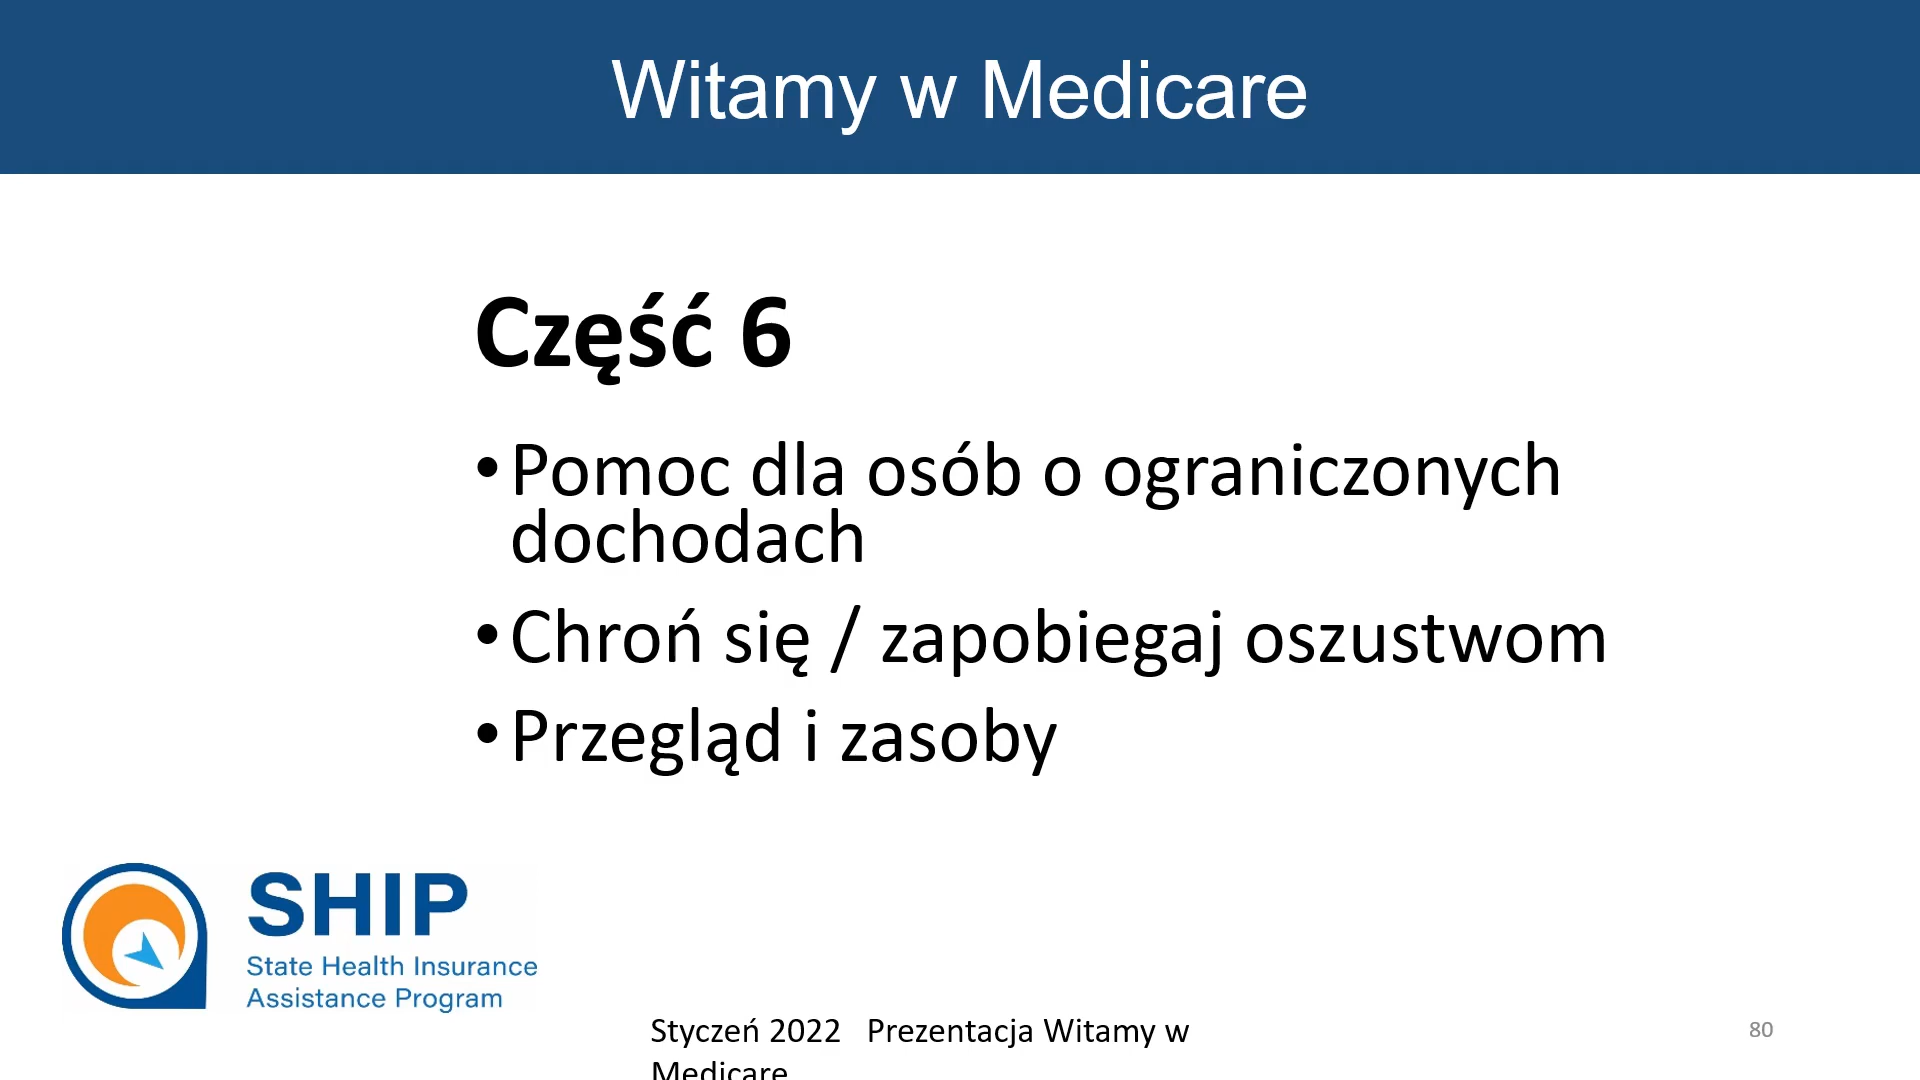 Witamy w Medicare
Część 6
•Pomoc dla osób o ograniczonych
dochodach
•Chroń się / zapobiegaj oszustwom
•Przegląd i zasoby
SHIP
State Health Insurance
Assistance Program
Styczeń 2022 Prezentacja Witamy w
Medicare
80